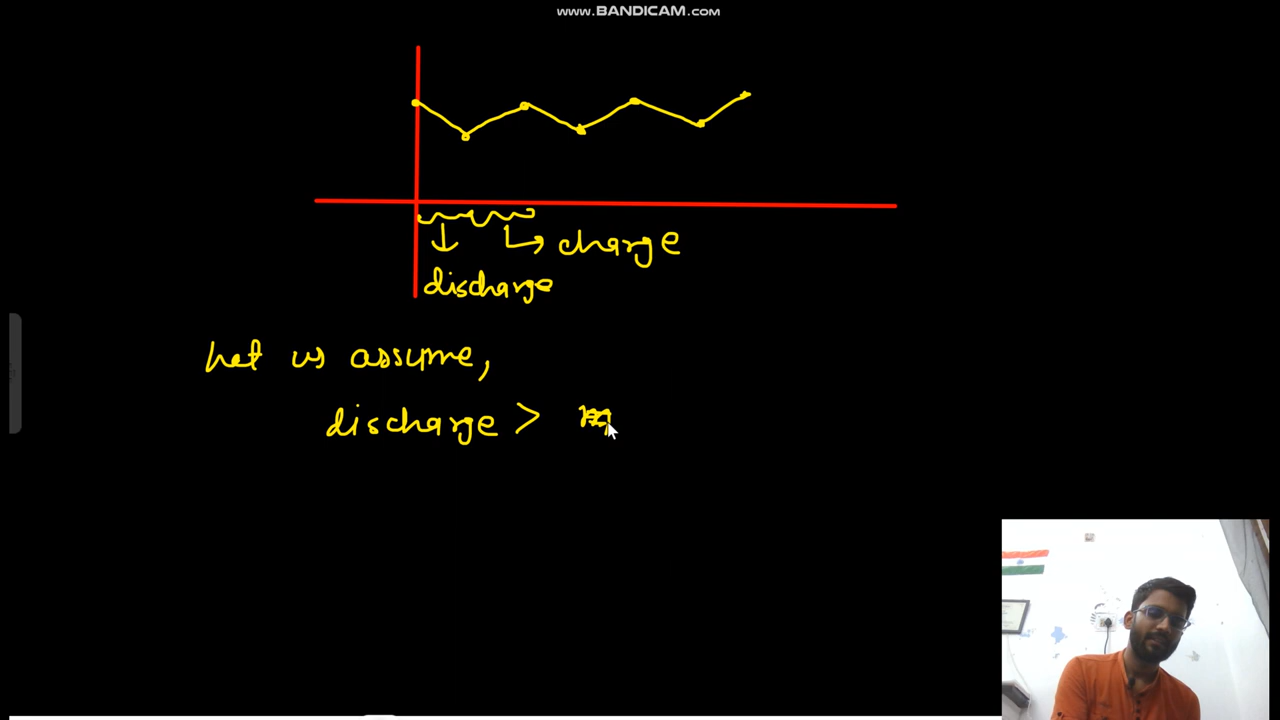 www.BANDICAM.com
charge
discharge
Let us assume,
discharge >